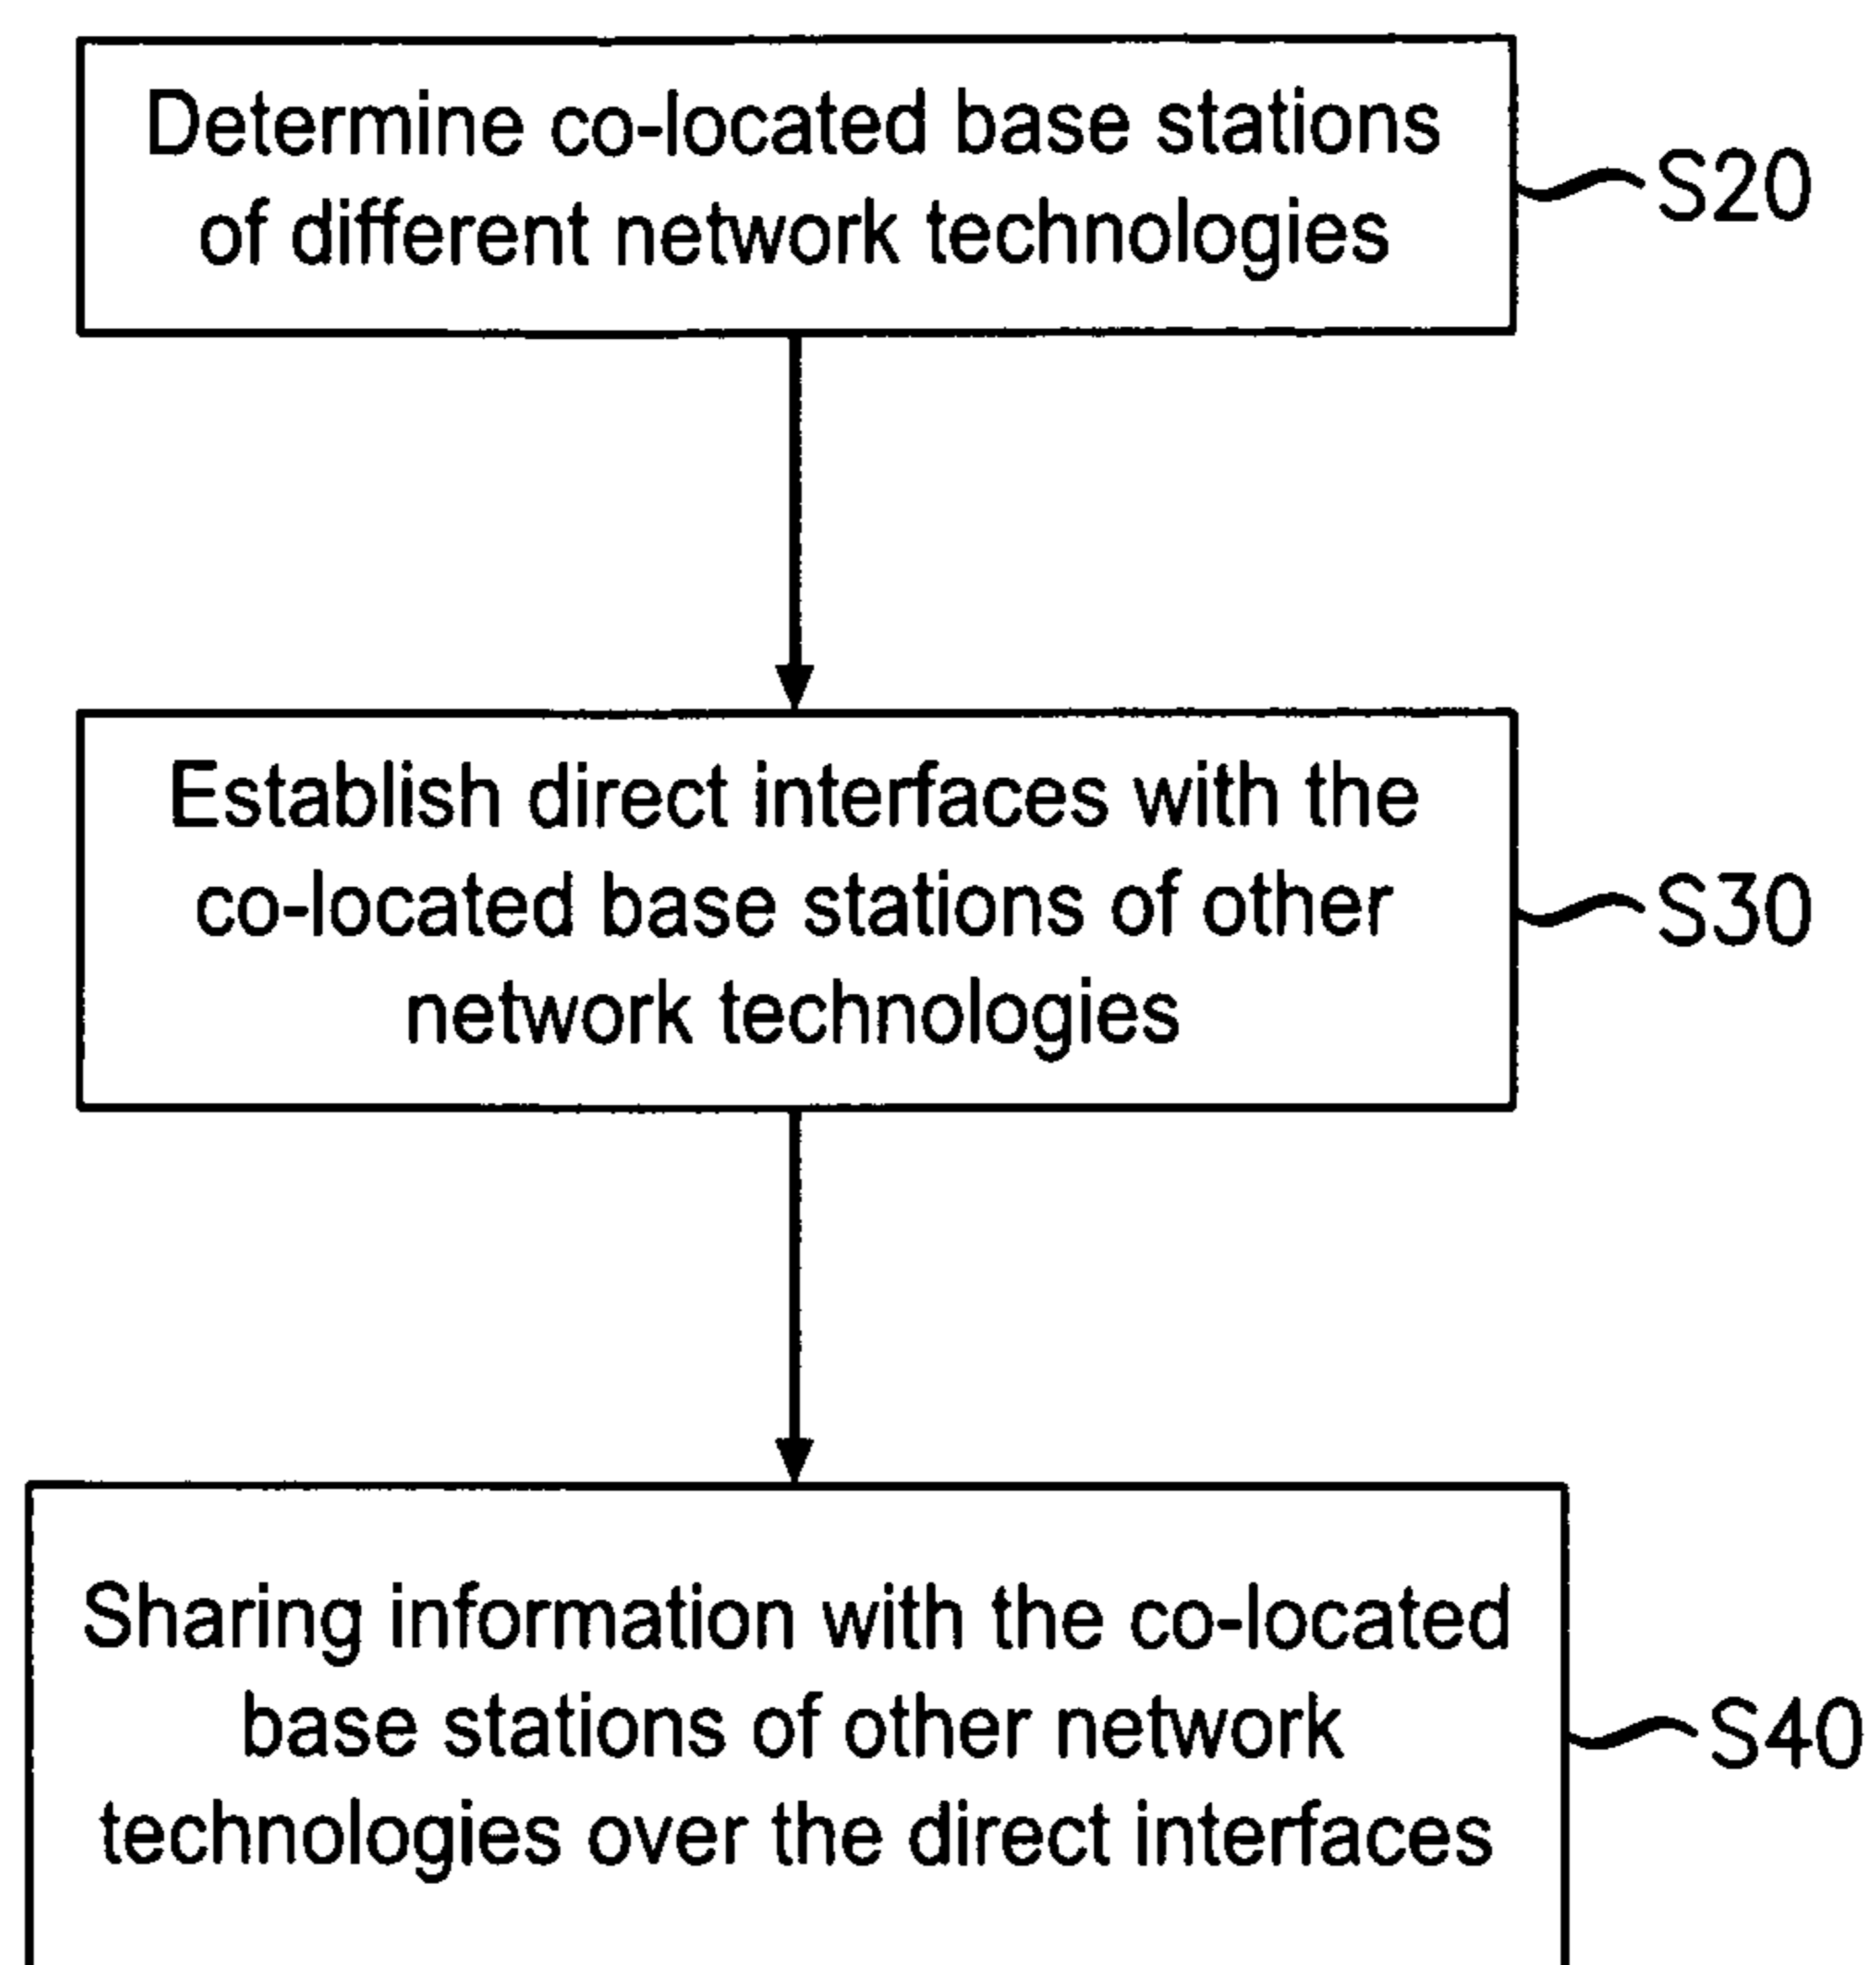 Determine co-located base stations
of different network technologies
S20
Establish direct interfaces with the
co-located base stations of other
network technologies
S30
Sharing information with the co-located
base stations of other network
technologies over the direct interfaces
S40